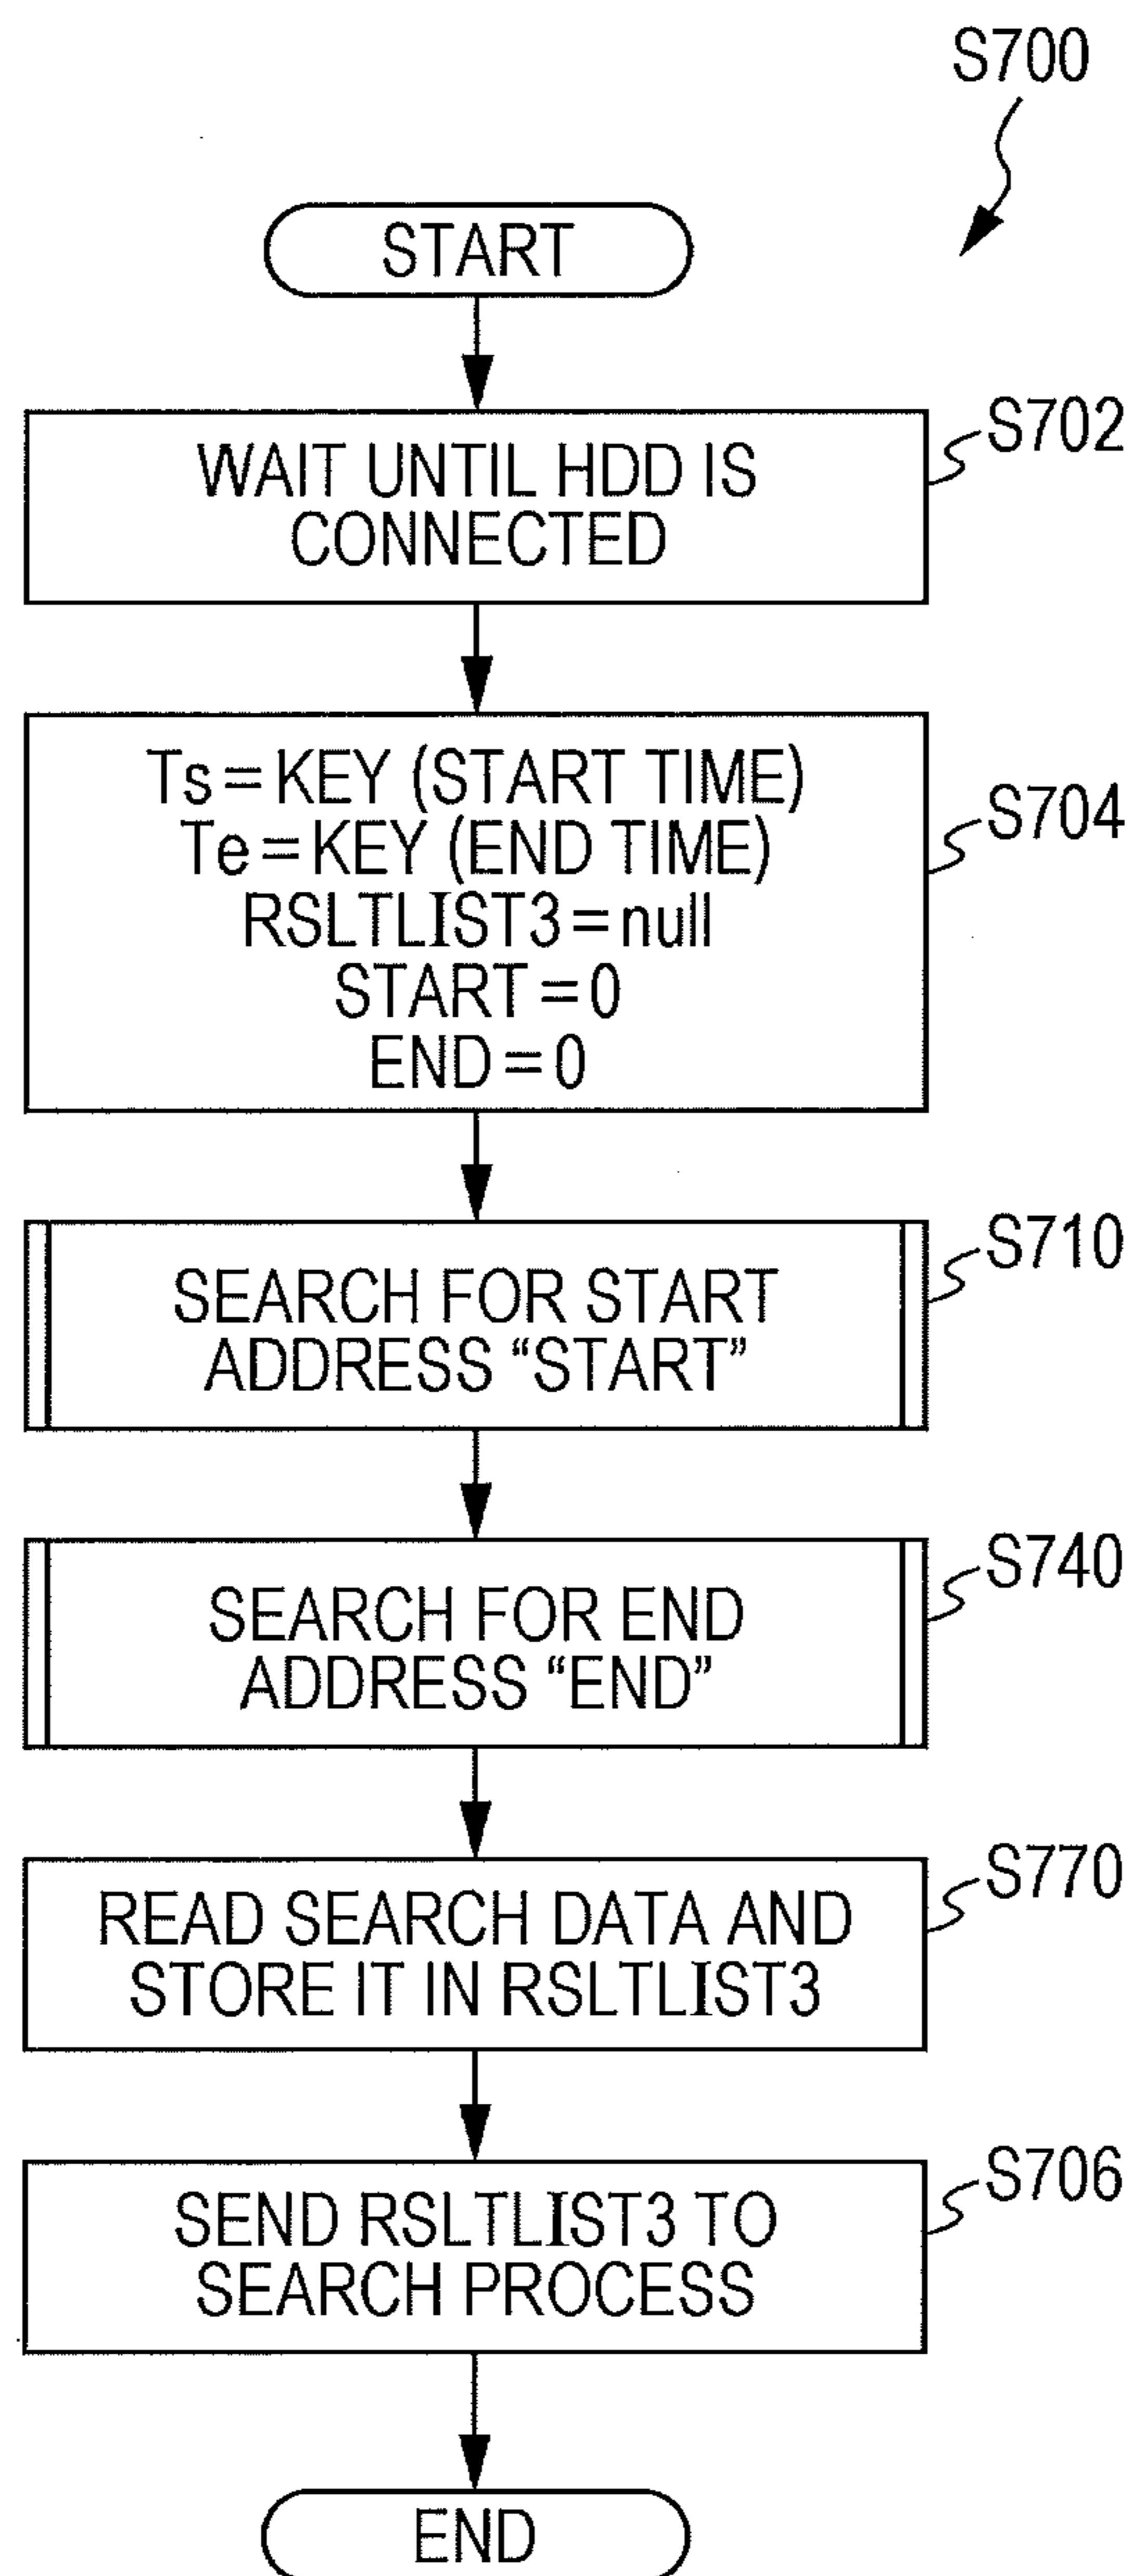 S700
START
S702
WAIT UNTIL HDD IS
CONNECTED
S704
Ts=KEY (START TIME)
Te=KEY (END TIME)
RSLTLIST3=null
START=0
END=0
S710
SEARCH FOR START
ADDRESS “START”
S740
SEARCH FOR END
ADDRESS “END”
S770
READ SEARCH DATA AND
STORE IT IN RSLTLIST3
S706
SEND RSLTLIST3 TO
SEARCH PROCESS
END